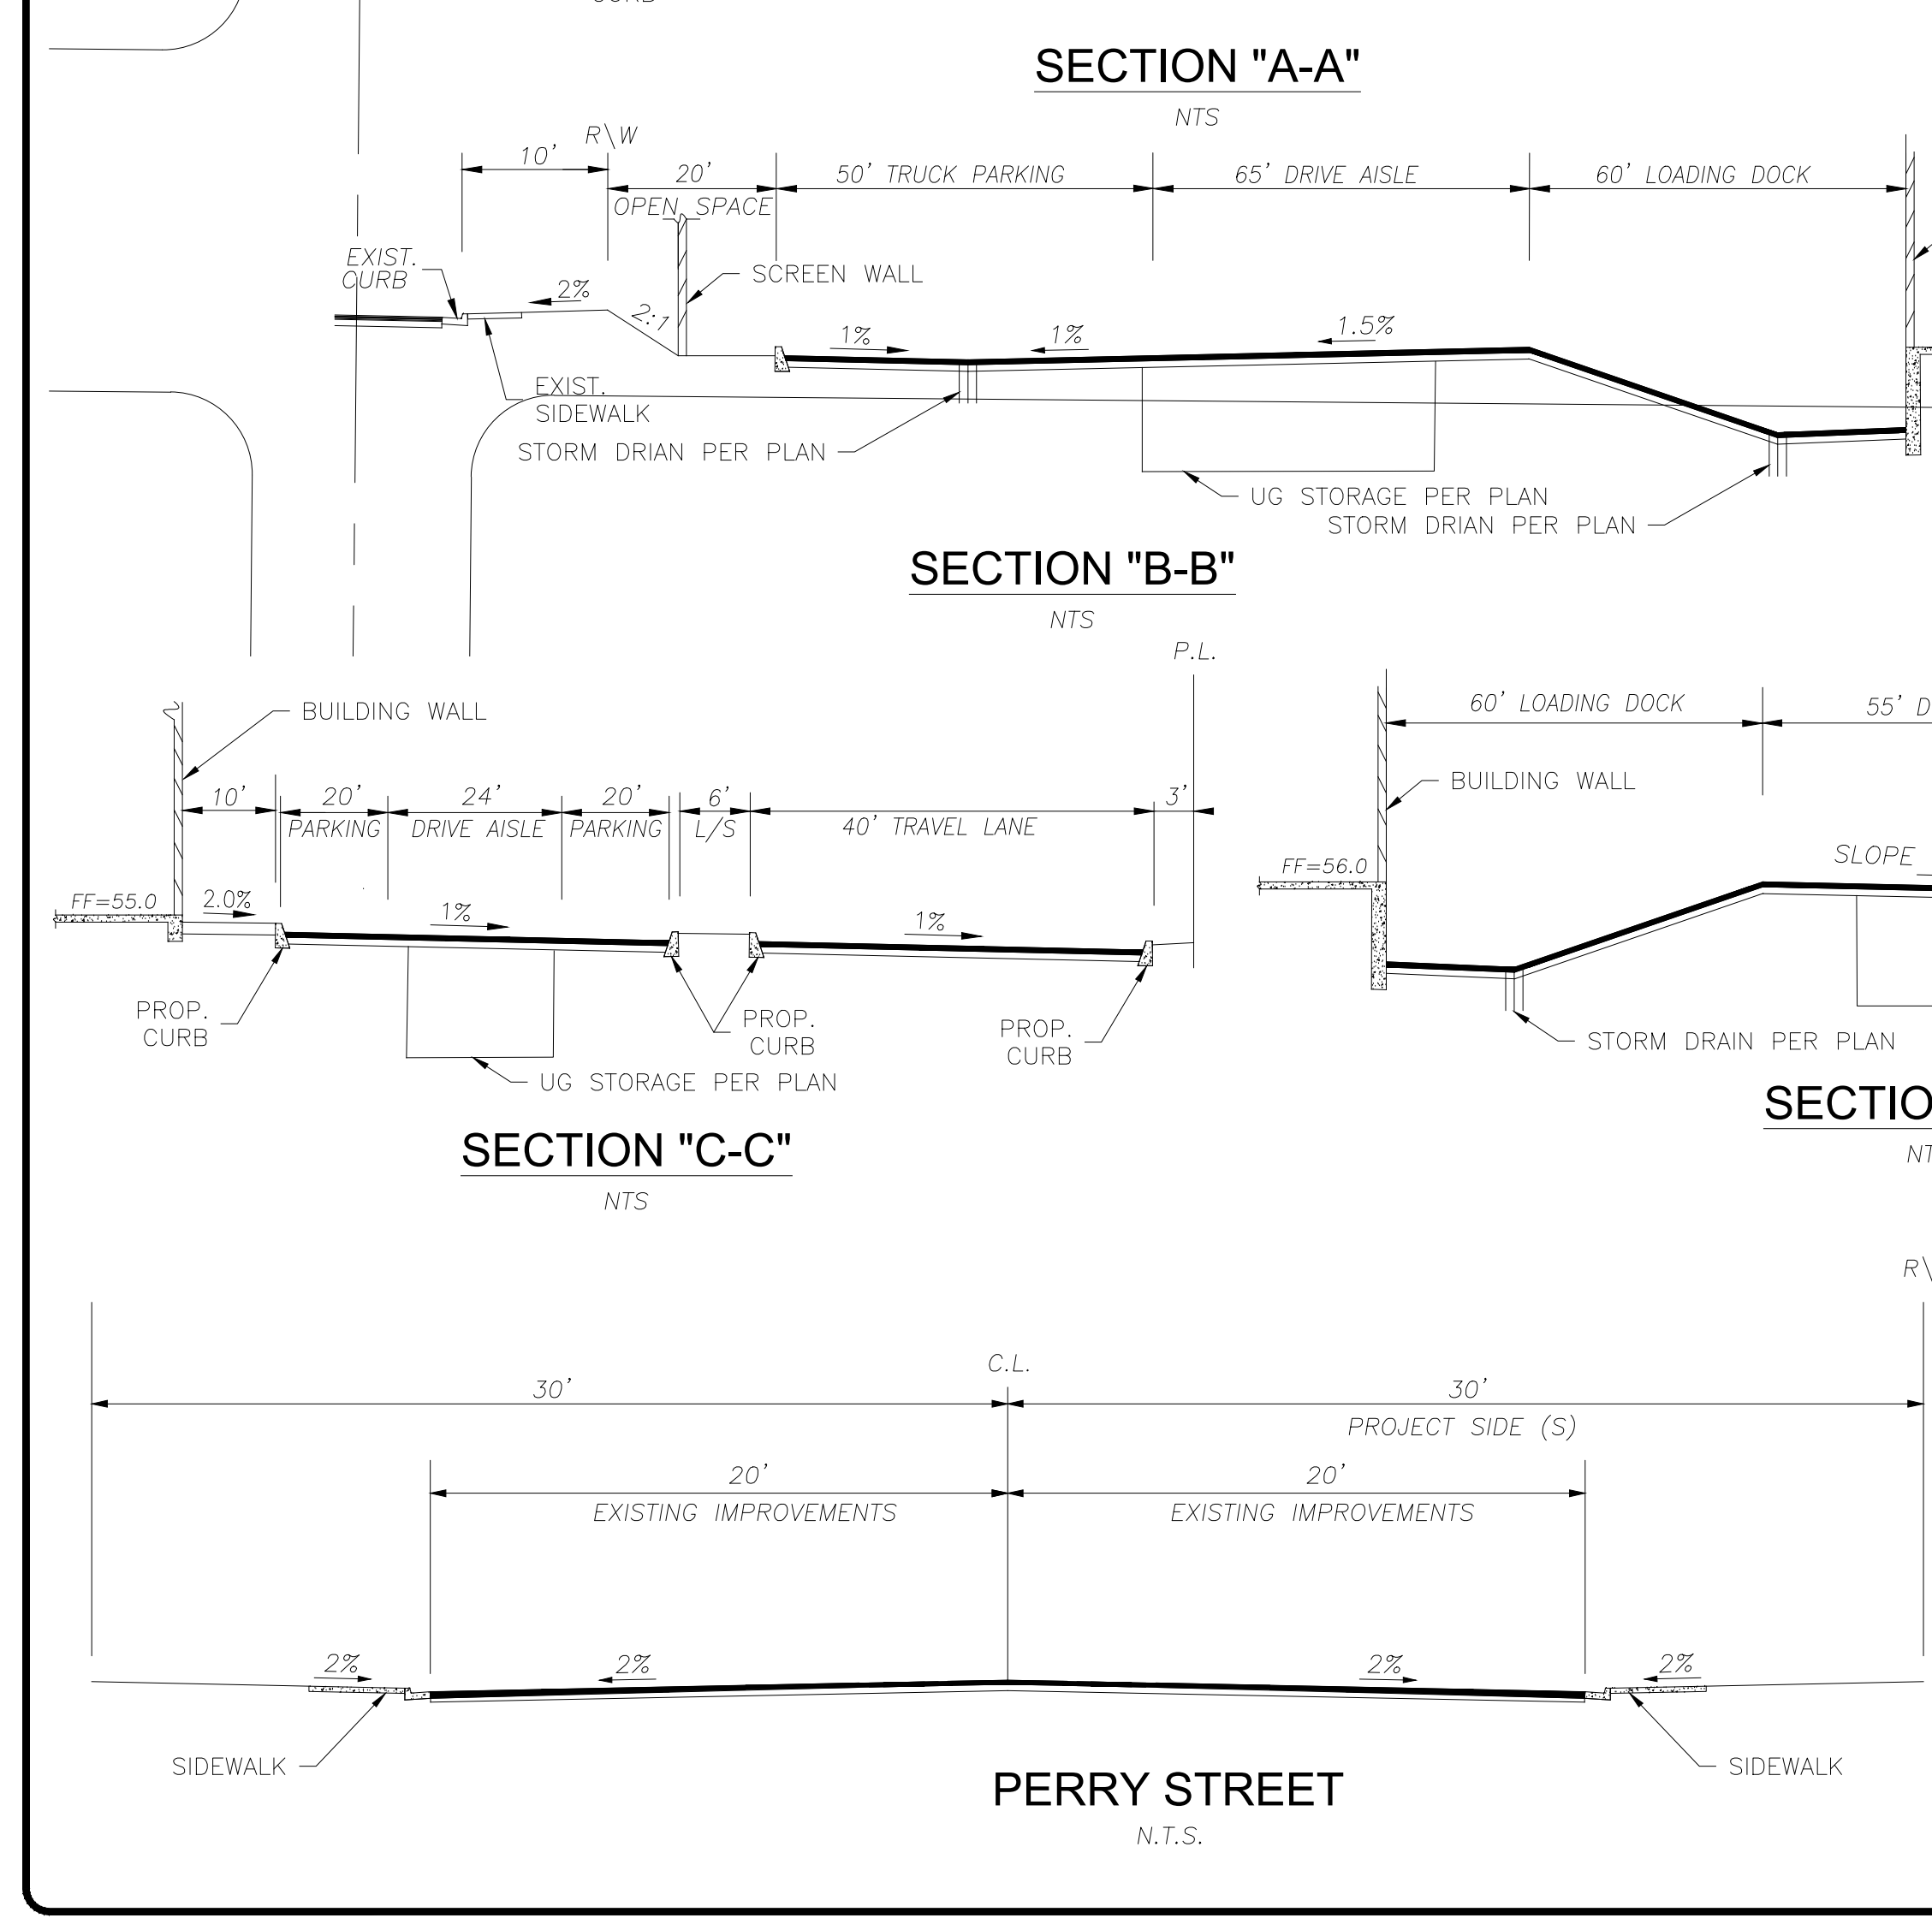 SECTION "A-A"
NTS
R\W
10'
20'
OPEN SPACE
50' TRUCK PARKING
65' DRIVE AISLE
60' LOADING DOCK
EXIST.
CURB
2%
2:1
SCREEN WALL
1%
1%
1.5%
EXIST.
SIDEWALK
STORM DRIAN PER PLAN
UG STORAGE PER PLAN
STORM DRIAN PER PLAN
SECTION "B-B"
NTS
P.L.
BUILDING WALL
10'
20'
PARKING
24'
DRIVE AISLE
20'
PARKING
6'
L/S
40' TRAVEL LANE
3'
FF=55.0
2.0%
1%
1%
PROP.
CURB
PROP.
CURB
PROP.
CURB
UG STORAGE PER PLAN
SECTION "C-C"
NTS
60' LOADING DOCK
55' D
BUILDING WALL
FF=56.0
SLOPE
STORM DRAIN PER PLAN
SECTIO
NT
R\
C.L.
30'
30'
PROJECT SIDE (S)
20'
EXISTING IMPROVEMENTS
20'
EXISTING IMPROVEMENTS
2%
2%
2%
2%
SIDEWALK
SIDEWALK
PERRY STREET
N.T.S.